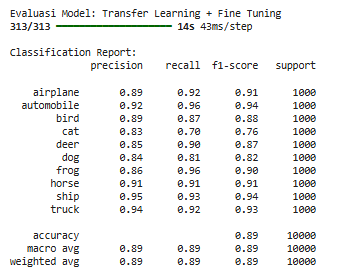 Evaluasi Model: Transfer Learning + Fine Tuning
313/313 ━━━━━━━━━━━━━━━━━━━━ 14s 43ms/step
Classification Report:
precision recall f1-score support
airplane 0.89 0.92 0.91 1000
automobile 0.92 0.96 0.94 1000
bird 0.89 0.87 0.88 1000
cat 0.83 0.70 0.76 1000
deer 0.85 0.90 0.87 1000
dog 0.84 0.81 0.82 1000
frog 0.86 0.96 0.90 1000
horse 0.91 0.91 0.91 1000
ship 0.95 0.93 0.94 1000
truck 0.94 0.92 0.93 1000
accuracy 0.89 10000
macro avg 0.89 0.89 0.89 10000
weighted avg 0.89 0.89 0.89 10000